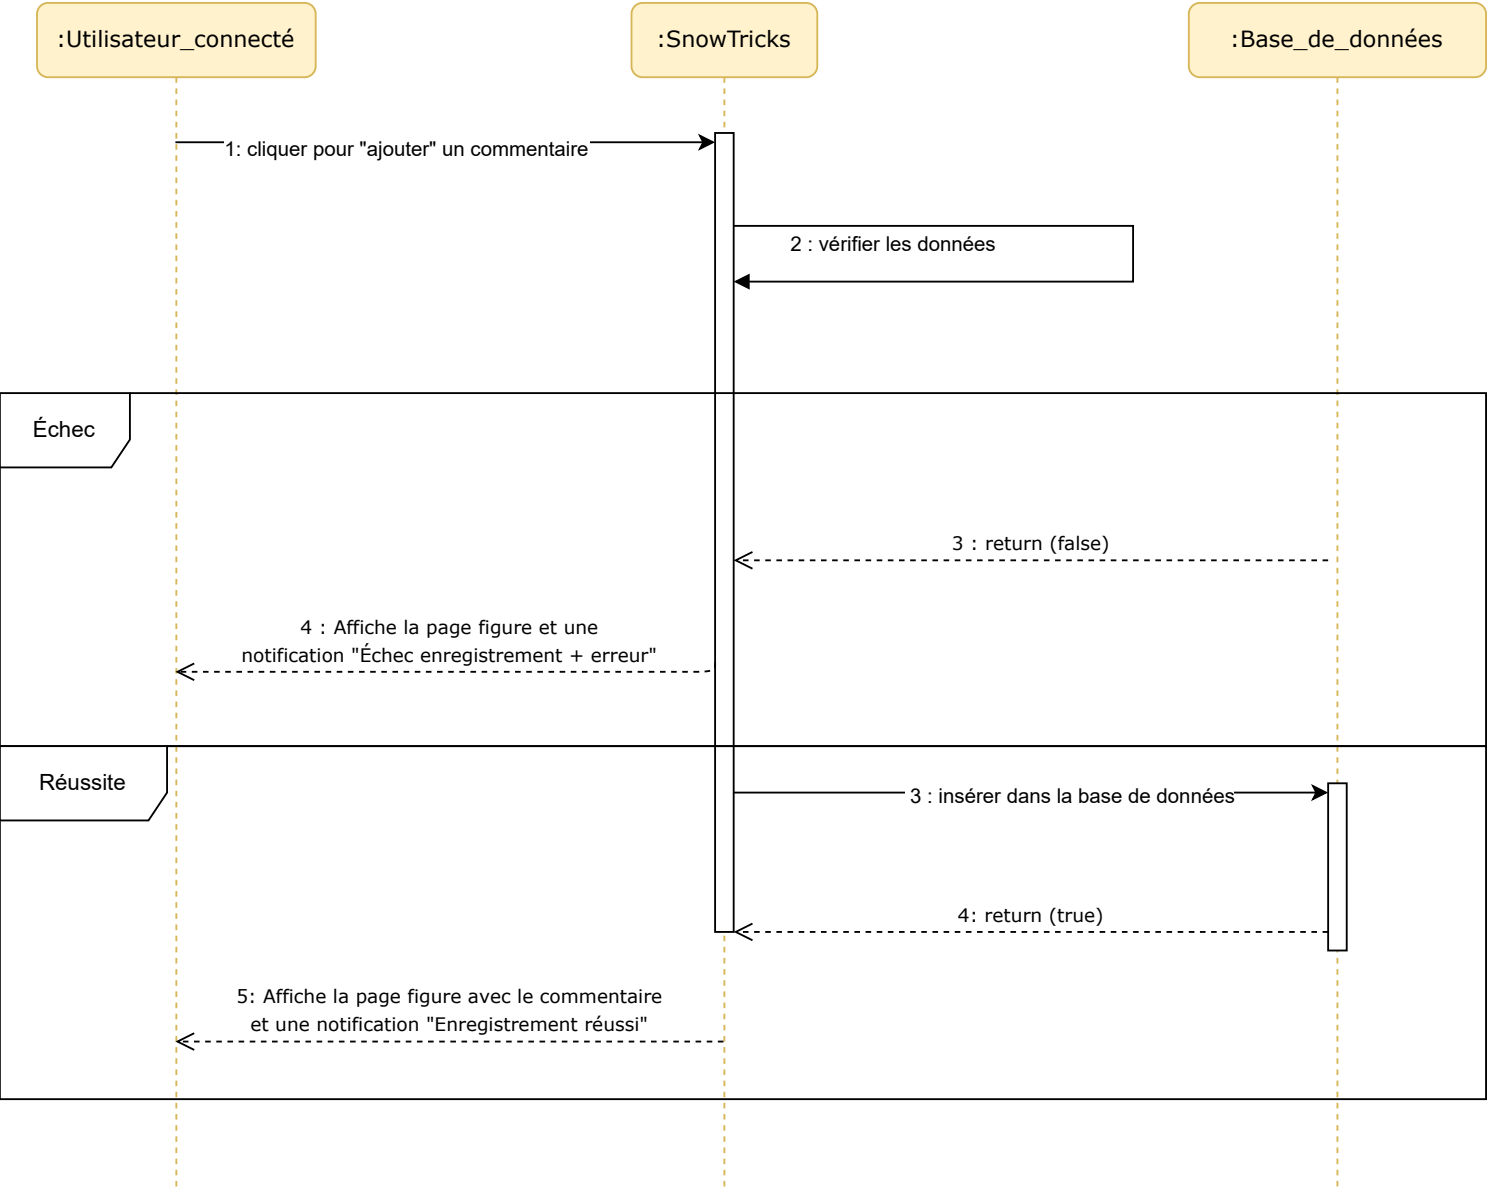 :Utilisateur_connecté
:SnowTricks
:Base_de_données
1: cliquer pour "ajouter" un commentaire
2 : vérifier les données
Échec
3 : return (false)
4 : Affiche la page figure et une
notification "Échec enregistrement + erreur"
Réussite
3 : insérer dans la base de données
4: return (true)
5: Affiche la page figure avec le commentaire
et une notification "Enregistrement réussi"